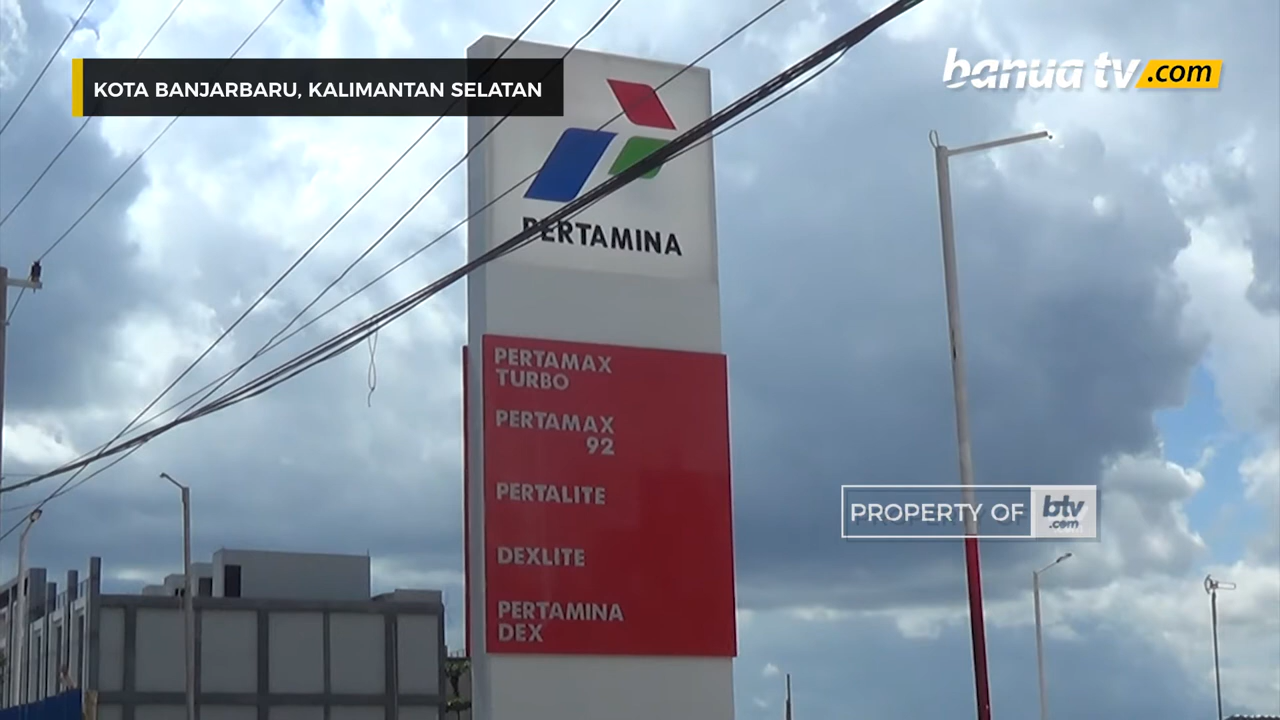 KOTA BANJARBARU, KALIMANTAN SELATAN
banua tv.com
PERTAMINA
PERTAMAX
TURBO
PERTAMAX
92
PERTALITE
DEXLITE
PERTAMINA
DEX
PROPERTY OF btv
.com